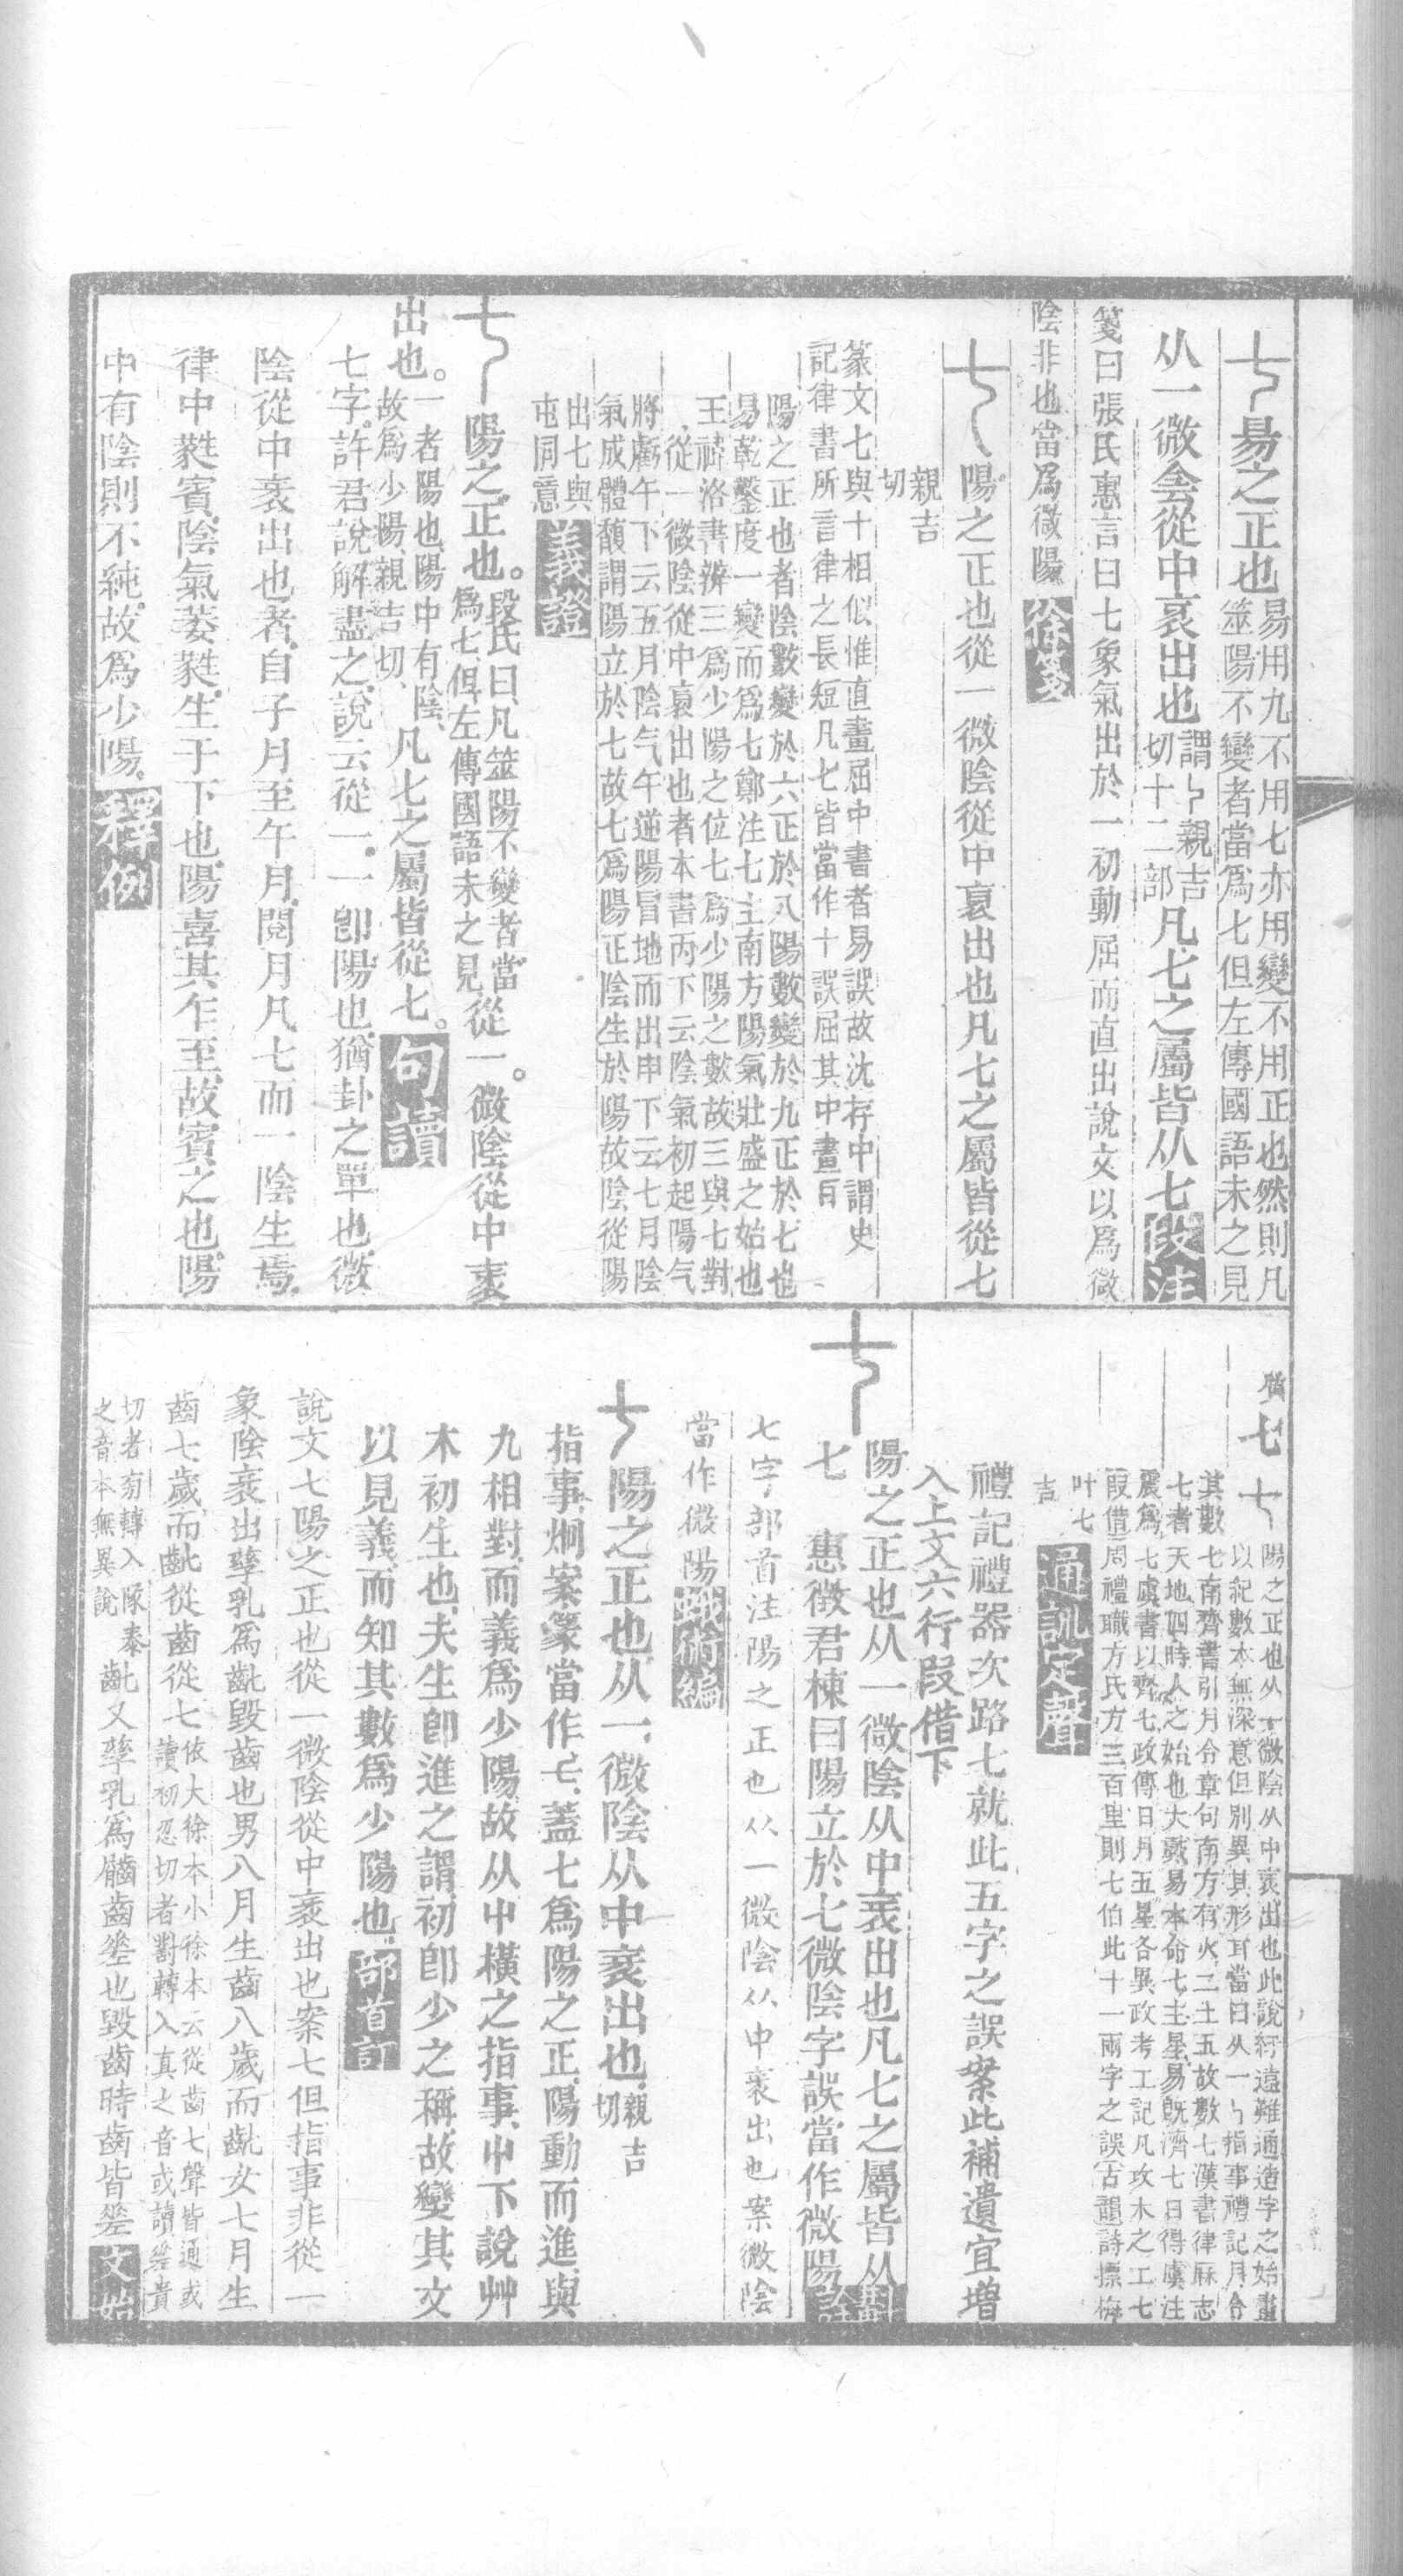 昜之正也易用九不用七亦用變不用正也然則凡
筮陽不變者當爲七但左傳國語未之見
从一微侌從中衺出也謂𠃑親吉
切十二部凡七之屬皆从七段注
箋曰張氏惠言曰七象氣出於一初動屈而直出說文以爲微
陰非也當爲微陽徐箋
陽之正也從一微陰從中衺出也凡七之屬皆從七
親吉
切
篆文七與十相似惟直畫屈中書者易誤故沈存中謂史
記律書所言律之長短凡七皆當作十誤屈其中畫
陽之正也者陰數變於六正於八陽數變於九正於七也
易乾鑿度一變而爲七鄭注七主南方陽氣壯盛之始也
王禕洛書辨三爲少陽之位七爲少陽之數故三與七對
從一微陰從中衺出也者本書丙下云陰氣初起陽气
將虧午下云五月陰气午逆陽冒地而出申下云七月陰
氣成體馥謂陽立於七故七爲陽正陰生於陽故陰從陽
出七與
屯同意義證
陽之正也。段氏曰凡筮陽不變者當
爲七但左傳國語未之見從一。微陰從中衺
出也。一者陽也陽中有陰
故爲少陽親吉切凡七之屬皆從七。句讀
七字許君說解盡之說云從一一卽陽也猶卦之單也微
陰從中衺出也者自子月至午月閱月凡七而一陰生焉
律中蕤賓陰氣萎蕤生于下也陽喜其乍至故賓之也陽
中有陰則不純故爲少陽釋例
七 陽之正也从一微陰从中衺出也此說紆遠難通造字之始畫
以紀數本無深意但別異其形耳當曰从一𠃑指事禮記月令
其數七南齊書引月令章句南方有火二土五故數七漢書律厤志
七者天地四時人之始也大戴易本命七主星易旣濟七日得虞注
震爲七虞書以齊七政傳日月五星各異政考工記凡攻木之工七
叚借周禮職方氏方三百里則七伯此十一兩字之誤古韻詩摽梅
叶七
吉通訓定聲
禮記禮器次路七就此五字之誤案此補遺宜增
入上文六行叚借下
陽之正也从一微陰从中衺出也凡七之屬皆从
七 惠徵君棟曰陽立於七微陰字誤當作微陽
七字部首注陽之正也从一微陰从中衺出也案微陰
當作微陽蛾術編
陽之正也从一微陰从中衺出也親吉
切
指事炯案篆當作蓋七爲陽之正陽動而進與
九相對而義爲少陽故从中橫之指事中下說艸
木初生也夫生卽進之謂初卽少之稱故變其文
以見義而知其數爲少陽也部首訂
說文七陽之正也從一微陰從中衺出也案七但指事非從一
象陰衺出孳乳爲齔毀齒也男八月生齒八歲而齔女七月生
齒七歲而齔從齒從七依大徐本小徐本云從齒七聲皆通或
讀初忍切者對轉入眞之音或讀差貴
切者㫄轉入隊泰
之音本無異說齔又孳乳爲齹齒差也毀齒時齒皆差文始